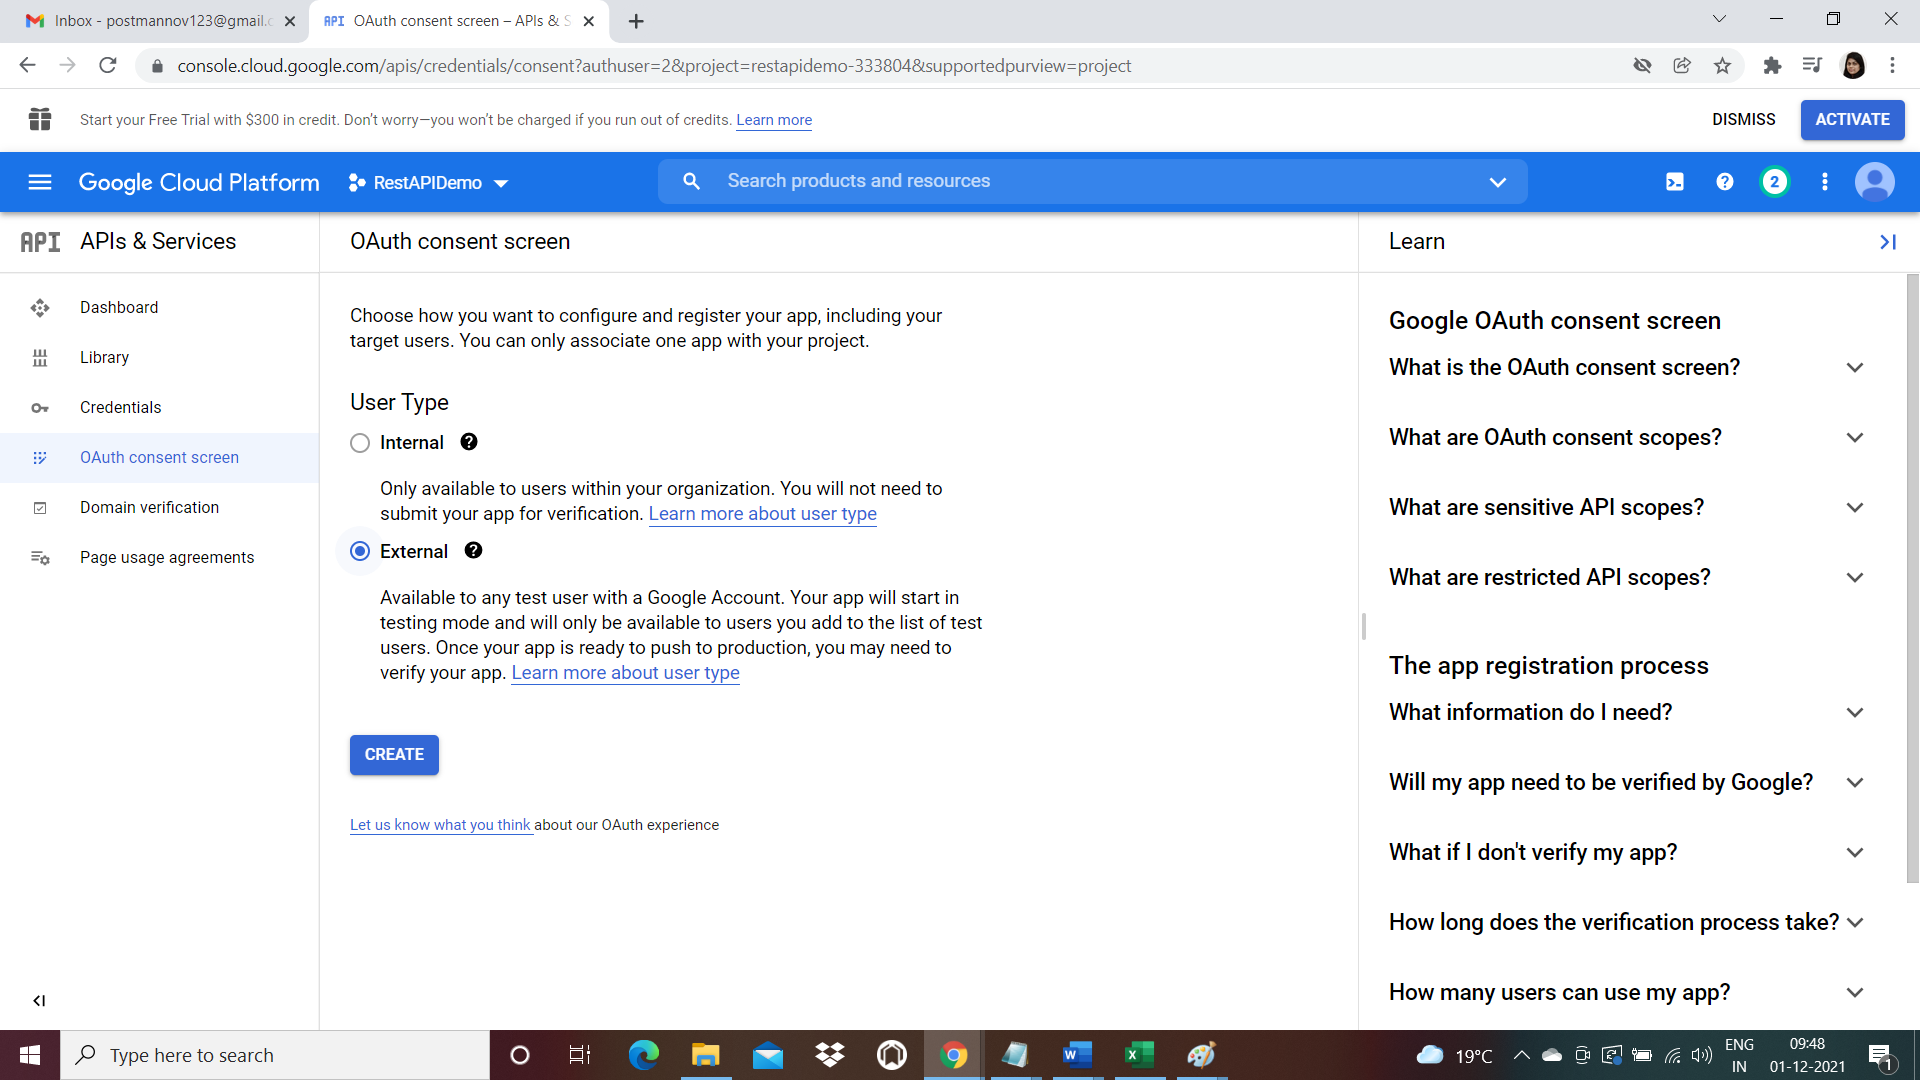 Inbox - postmannov123@gmail.c
API OAuth consent screen – APIs & S
console.cloud.google.com/apis/credentials/consent?authuser=2&project=restapidemo-333804&supportedpurview=project
Start your Free Trial with $300 in credit. Don't worry—you won't be charged if you run out of credits. Learn more
DISMISS
ACTIVATE
Google Cloud Platform
RestAPIDemo
Search products and resources
2
API APIs & Services
OAuth consent screen
Learn
Dashboard
Library
Credentials
OAuth consent screen
Domain verification
Page usage agreements
Choose how you want to configure and register your app, including your
target users. You can only associate one app with your project.
User Type
Internal
Only available to users within your organization. You will not need to
submit your app for verification. Learn more about user type
External
Available to any test user with a Google Account. Your app will start in
testing mode and will only be available to users you add to the list of test
users. Once your app is ready to push to production, you may need to
verify your app. Learn more about user type
CREATE
Let us know what you think about our OAuth experience
Google OAuth consent screen
What is the OAuth consent screen?
What are OAuth consent scopes?
What are sensitive API scopes?
What are restricted API scopes?
The app registration process
What information do I need?
Will my app need to be verified by Google?
What if I don't verify my app?
How long does the verification process take?
How many users can use my app?
Type here to search
19°C
ENG
IN
09:48
01-12-2021
1